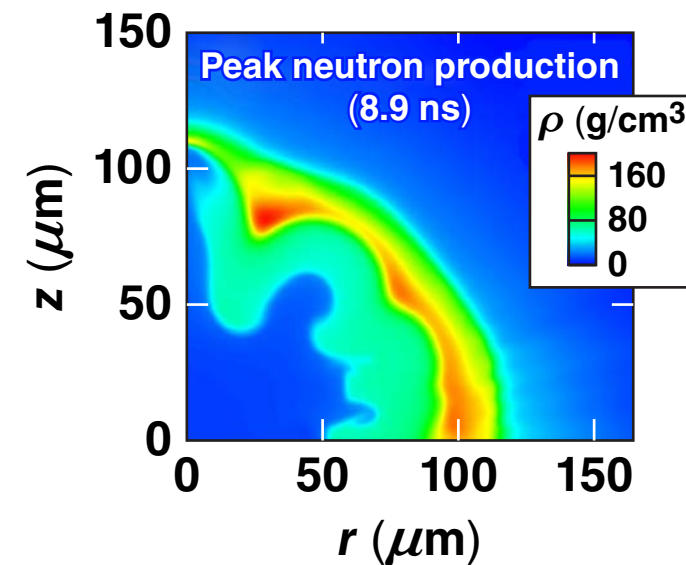 Peak neutron production
(8.9 ns)
ρ (g/cm³)
160
80
0
150
100
50
0
z (μm)
0 50 100 150
r (μm)